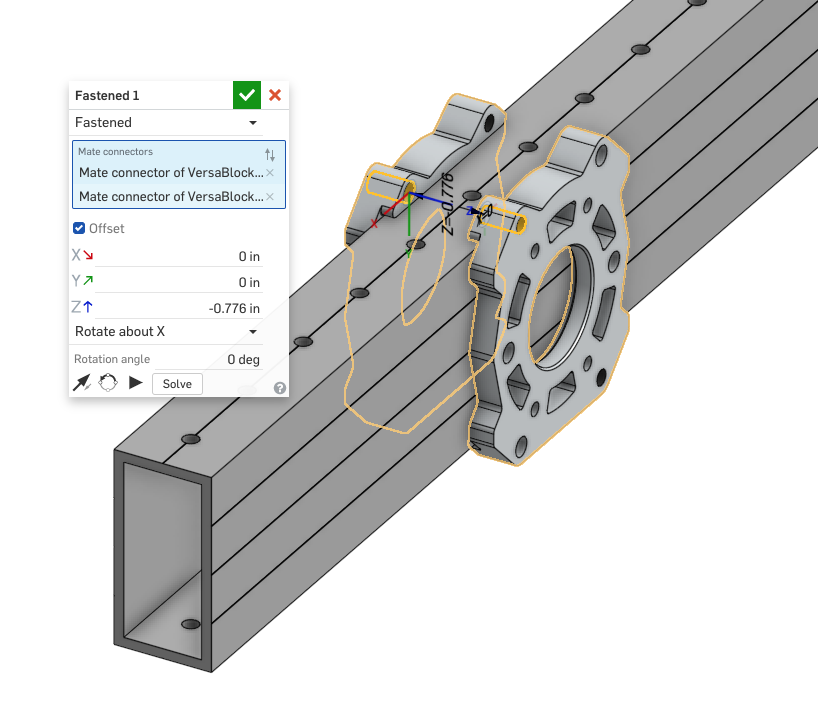 Fastened 1
Fastened
Mate connectors
Mate connector of VersaBlock...
Mate connector of VersaBlock...
Offset
X 0 in
Y 0 in
Z -0.776 in
Rotate about X
Rotation angle 0 deg
Solve
Z=-0.776
X
Y
Z